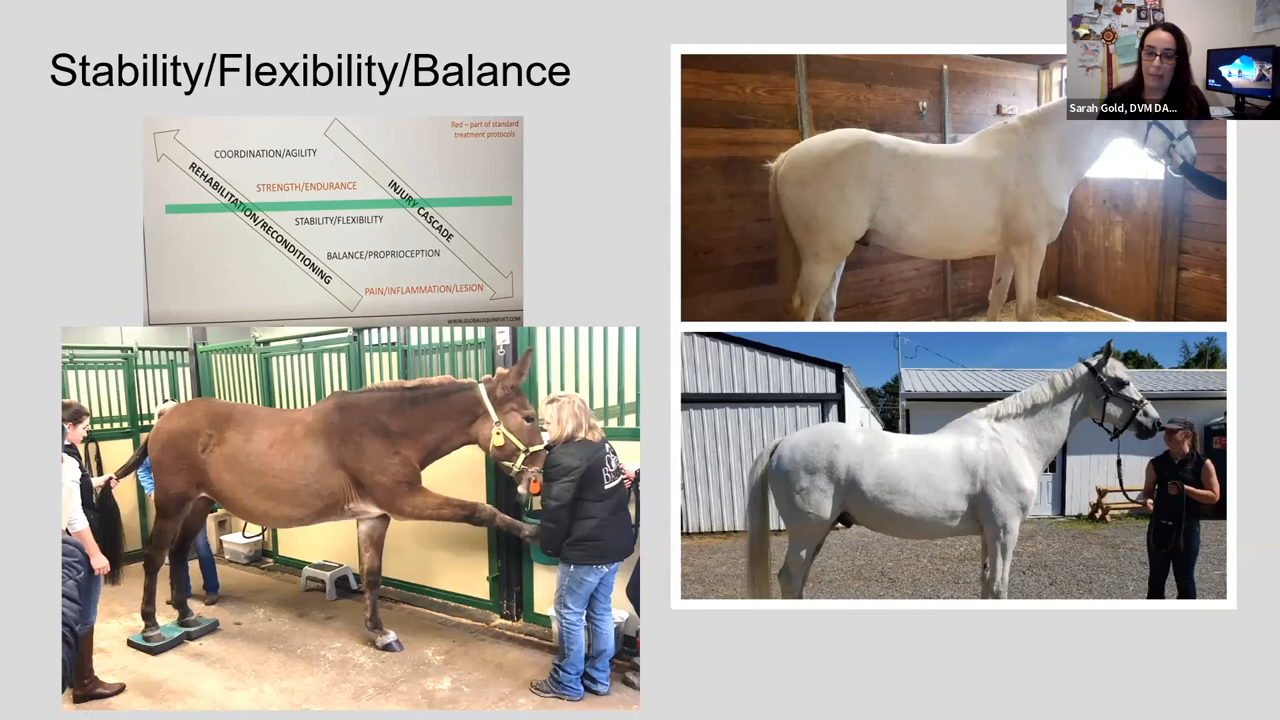 Stability/Flexibility/Balance
Red – part of standard
treatment protocols
COORDINATION/AGILITY
STRENGTH/ENDURANCE
REHABILITATION/RECONDITIONING
INJURY CASCADE
STABILITY/FLEXIBILITY
BALANCE/PROPRIOCEPTION
PAIN/INFLAMMATION/LESION
WWW.GLOBALEQUINEVET.COM
Sarah Gold, DVM DA...